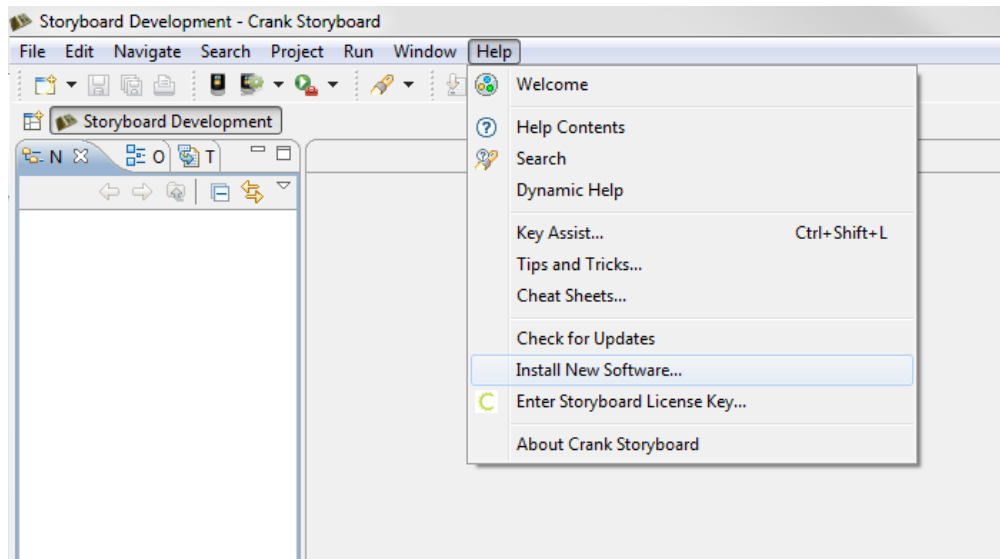 Storyboard Development - Crank Storyboard
File Edit Navigate Search Project Run Window Help
Welcome
Storyboard Development
Help Contents
N O T
Search
Dynamic Help
Key Assist... Ctrl+Shift+L
Tips and Tricks...
Cheat Sheets...
Check for Updates
Install New Software...
Enter Storyboard License Key...
About Crank Storyboard